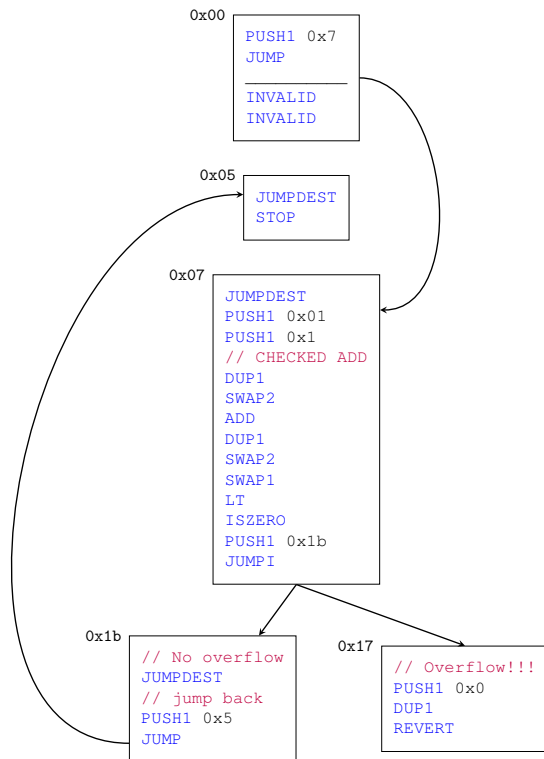 0x00
PUSH1 0x7
JUMP
INVALID
INVALID
0x05
JUMPDEST
STOP
0x07
JUMPDEST
PUSH1 0x01
PUSH1 0x1
// CHECKED ADD
DUP1
SWAP2
ADD
DUP1
SWAP2
SWAP1
LT
ISZERO
PUSH1 0x1b
JUMPI
0x1b
// No overflow
JUMPDEST
// jump back
PUSH1 0x5
JUMP
0x17
// Overflow!!!
PUSH1 0x0
DUP1
REVERT